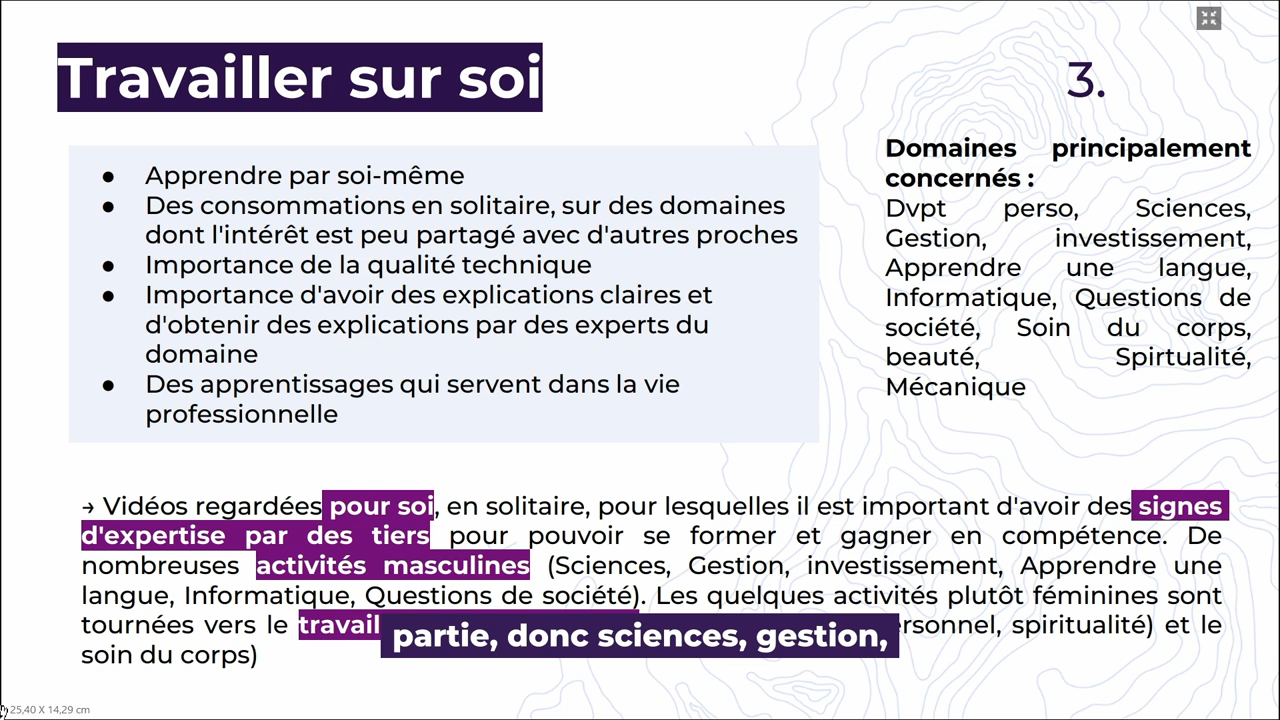 Travailler sur soi
3.
● Apprendre par soi-même
● Des consommations en solitaire, sur des domaines
dont l'intérêt est peu partagé avec d'autres proches
● Importance de la qualité technique
● Importance d'avoir des explications claires et
d'obtenir des explications par des experts du
domaine
● Des apprentissages qui servent dans la vie
professionnelle
Domaines principalement
concernés :
Dvpt perso, Sciences,
Gestion, investissement,
Apprendre une langue,
Informatique, Questions de
société, Soin du corps,
beauté, Spirtualité,
Mécanique
→ Vidéos regardées pour soi, en solitaire, pour lesquelles il est important d'avoir des signes
d'expertise par des tiers pour pouvoir se former et gagner en compétence. De
nombreuses activités masculines (Sciences, Gestion, investissement, Apprendre une
langue, Informatique, Questions de société). Les quelques activités plutôt féminines sont
tournées vers le travail ersonnel, spiritualité) et le
soin du corps)
partie, donc sciences, gestion,
25,40 X 14,29 cm